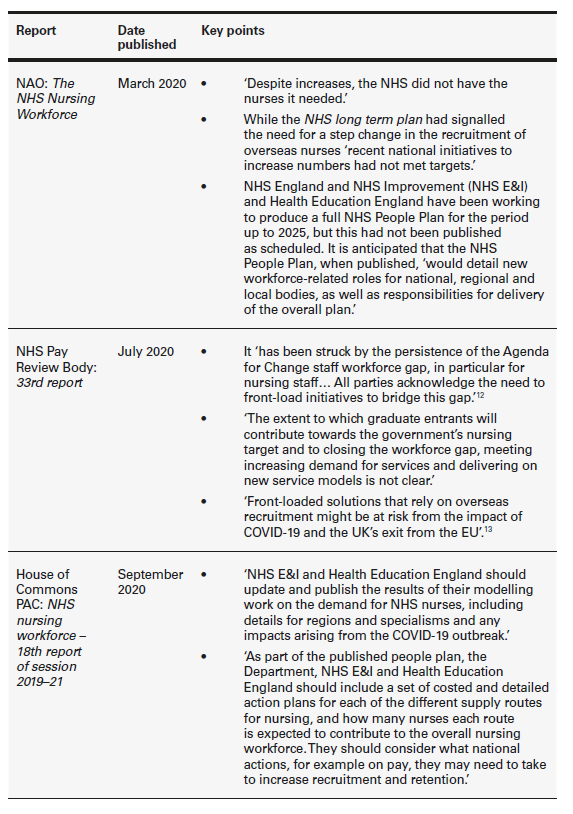 Report
Date
published
Key points
NAO: The
NHS Nursing
Workforce
March 2020
• ‘Despite increases, the NHS did not have the
nurses it needed.’
• While the NHS long term plan had signalled
the need for a step change in the recruitment of
overseas nurses ‘recent national initiatives to
increase numbers had not met targets.’
• NHS England and NHS Improvement (NHS E&I)
and Health Education England have been working
to produce a full NHS People Plan for the period
up to 2025, but this had not been published
as scheduled. It is anticipated that the NHS
People Plan, when published, ‘would detail new
workforce-related roles for national, regional and
local bodies, as well as responsibilities for delivery
of the overall plan.’
NHS Pay
Review Body:
33rd report
July 2020
• It ‘has been struck by the persistence of the Agenda
for Change staff workforce gap, in particular for
nursing staff… All parties acknowledge the need to
front-load initiatives to bridge this gap.’12
• ‘The extent to which graduate entrants will
contribute towards the government’s nursing
target and to closing the workforce gap, meeting
increasing demand for services and delivering on
new service models is not clear.’
• ‘Front-loaded solutions that rely on overseas
recruitment might be at risk from the impact of
COVID-19 and the UK’s exit from the EU’.13
House of
Commons
PAC: NHS
nursing
workforce –
18th report
of session
2019–21
September
2020
• ‘NHS E&I and Health Education England should
update and publish the results of their modelling
work on the demand for NHS nurses, including
details for regions and specialisms and any
impacts arising from the COVID-19 outbreak.’
• ‘As part of the published people plan, the
Department, NHS E&I and Health Education
England should include a set of costed and detailed
action plans for each of the different supply routes
for nursing, and how many nurses each route
is expected to contribute to the overall nursing
workforce. They should consider what national
actions, for example on pay, they may need to take
to increase recruitment and retention.’